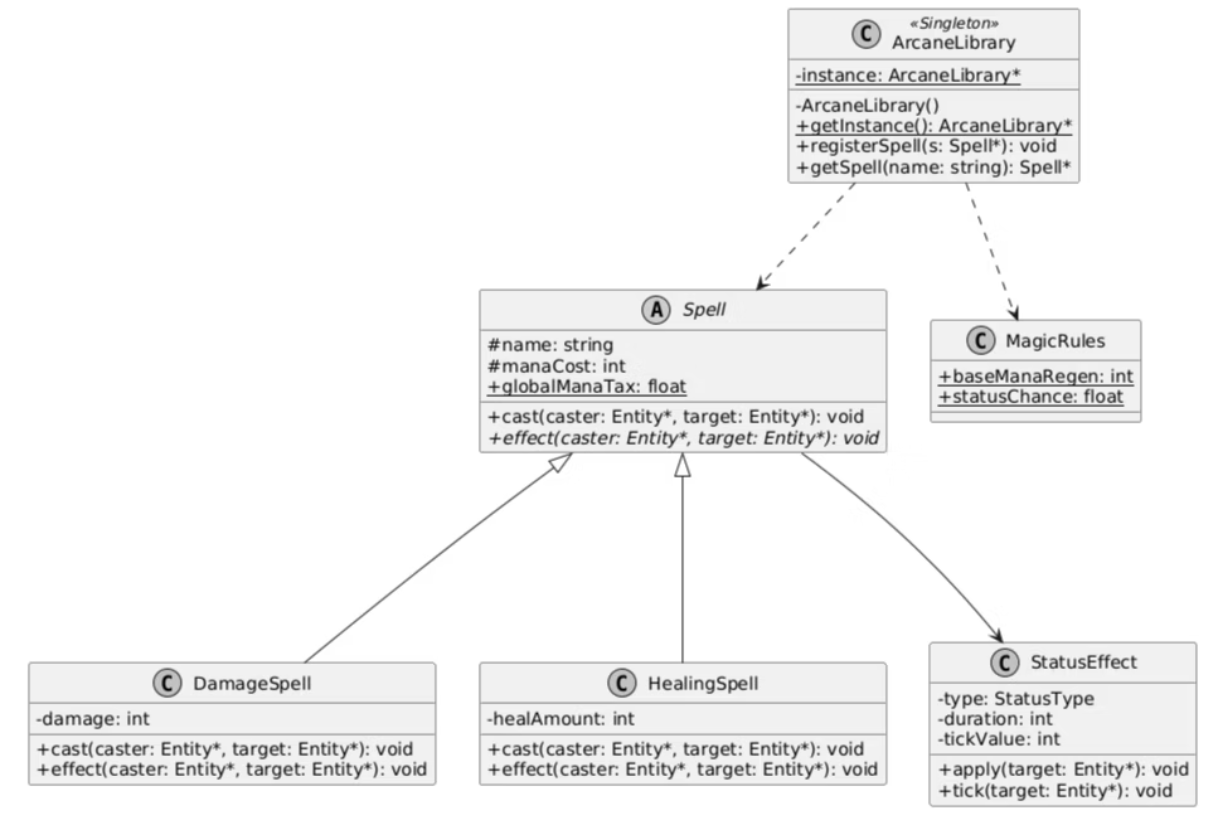 «Singleton»
C ArcaneLibrary
-instance: ArcaneLibrary*
-ArcaneLibrary()
+getInstance(): ArcaneLibrary*
+registerSpell(s: Spell*): void
+getSpell(name: string): Spell*
A Spell
#name: string
#manaCost: int
+globalManaTax: float
+cast(caster: Entity*, target: Entity*): void
+effect(caster: Entity*, target: Entity*): void
C MagicRules
+baseManaRegen: int
+statusChance: float
C DamageSpell
-damage: int
+cast(caster: Entity*, target: Entity*): void
+effect(caster: Entity*, target: Entity*): void
C HealingSpell
-healAmount: int
+cast(caster: Entity*, target: Entity*): void
+effect(caster: Entity*, target: Entity*): void
C StatusEffect
-type: StatusType
-duration: int
-tickValue: int
+apply(target: Entity*): void
+tick(target: Entity*): void